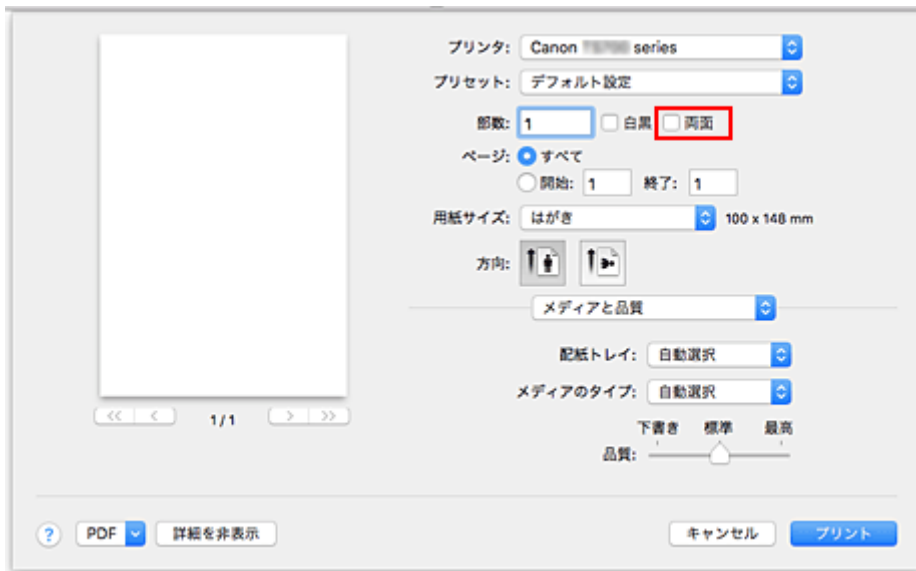 プリンタ: Canon series
プリセット: デフォルト設定
部数: 1 白黒 両面
ページ: すべて
開始: 1 終了: 1
用紙サイズ: はがき 100 x 148 mm
方向:
メディアと品質
給紙トレイ: 自動選択
メディアのタイプ: 自動選択
下書き 標準 最高
品質:
<< < 1 / 1 > >>
? PDF 詳細を非表示 キャンセル プリント